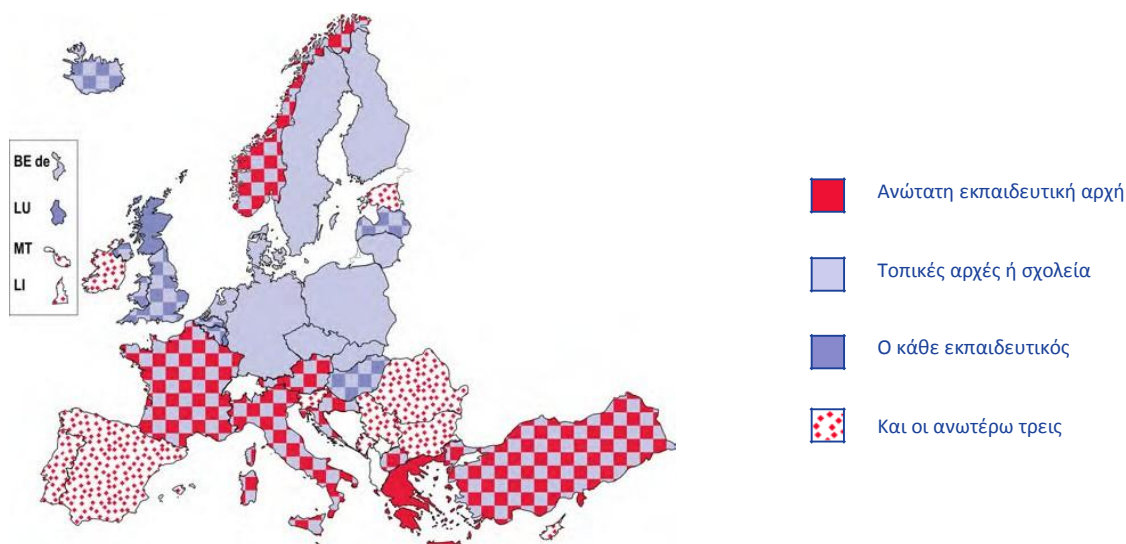 BE de
LU
MT
LI
Ανώτατη εκπαιδευτική αρχή
Τοπικές αρχές ή σχολεία
Ο κάθε εκπαιδευτικός
Και οι ανωτέρω τρεις